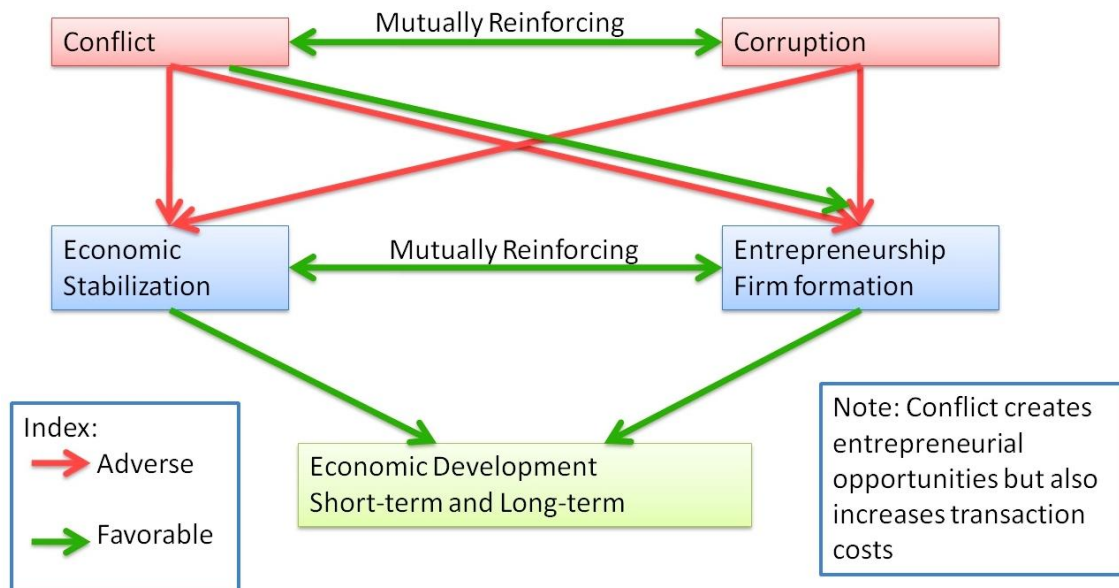 Mutually Reinforcing
Conflict
Corruption
Economic
Stabilization
Mutually Reinforcing
Entrepreneurship
Firm formation
Index:
Adverse
Favorable
Economic Development
Short-term and Long-term
Note: Conflict creates
entrepreneurial
opportunities but also
increases transaction
costs